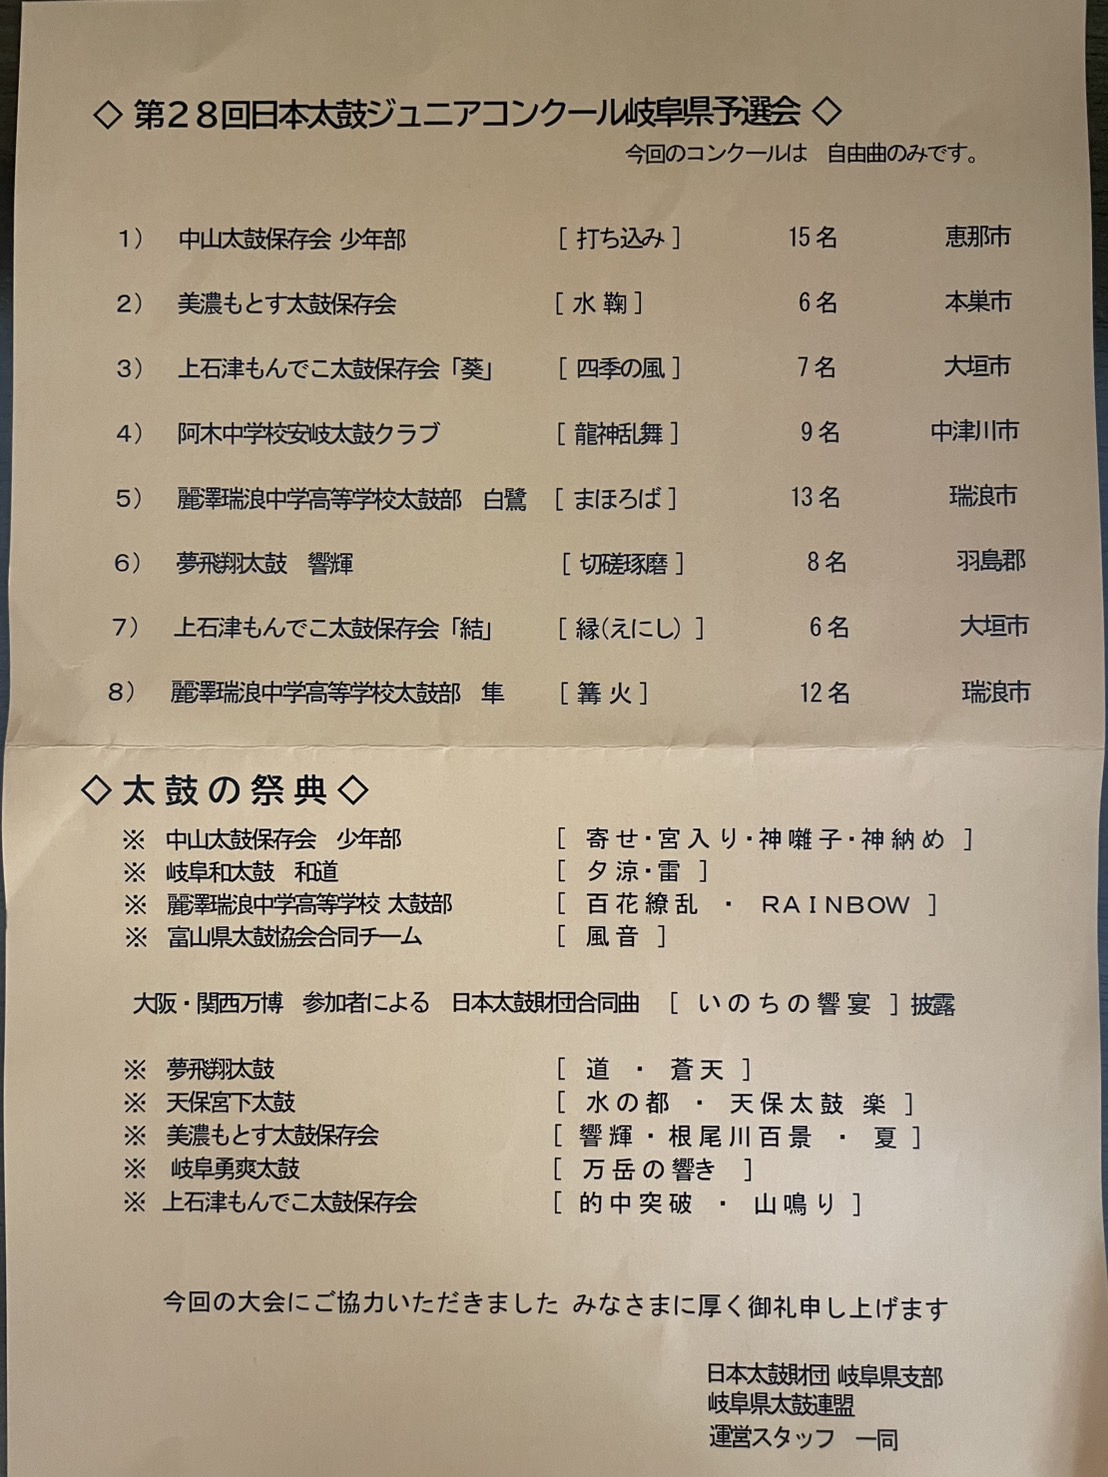 ◇ 第２８回日本太鼓ジュニアコンクール岐阜県予選会 ◇
今回のコンクールは　自由曲のみです。
１） 中山太鼓保存会 少年部 [ 打ち込み ] 15 名 恵那市
２） 美濃もとす太鼓保存会 [ 水 鞠 ] 6 名 本巣市
３） 上石津もんでこ太鼓保存会「葵」 [ 四季の風 ] 7 名 大垣市
４） 阿木中学校安岐太鼓クラブ [ 龍神乱舞 ] 9 名 中津川市
５） 麗澤瑞浪中学高等学校太鼓部　白鷺 [ まほろば ] 13 名 瑞浪市
６） 夢飛翔太鼓　響輝 [ 切磋琢磨 ] 8 名 羽島郡
７） 上石津もんでこ太鼓保存会「結」 [ 縁(えにし) ] 6 名 大垣市
８） 麗澤瑞浪中学高等学校太鼓部　隼 [ 篝 火 ] 12 名 瑞浪市
◇ 太 鼓 の 祭 典 ◇
※ 中山太鼓保存会　少年部 [ 寄 せ・宮 入 り・神 囃 子・神 納 め ]
※ 岐阜和太鼓　和道 [ 夕 涼・雷 ]
※ 麗澤瑞浪中学高等学校 太鼓部 [ 百 花 繚 乱 ・ ＲＡＩＮＢＯＷ ]
※ 富山県太鼓協会合同チーム [ 風 音 ]
大阪・関西万博　参加者による　日本太鼓財団合同曲　[ い の ち の 響 宴 ] 披露
※ 夢飛翔太鼓 [ 道 ・ 蒼 天 ]
※ 天保宮下太鼓 [ 水 の 都 ・ 天 保 太 鼓 楽 ]
※ 美濃もとす太鼓保存会 [ 響 輝 ・ 根 尾 川 百 景 ・ 夏 ]
※ 岐阜勇爽太鼓 [ 万 岳 の 響き ]
※ 上石津もんでこ太鼓保存会 [ 的 中 突 破 ・ 山 鳴 り ]
今回の大会にご協力いただきました みなさまに厚く御礼申し上げます
日本太鼓財団 岐阜県支部
岐阜県太鼓連盟
運営スタッフ　一同